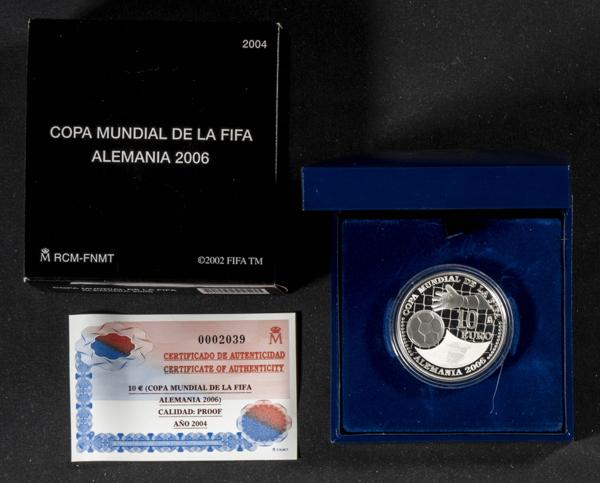 2004
COPA MUNDIAL DE LA FIFA
ALEMANIA 2006
M RCM-FNMT
©2002 FIFA TM
0002039
M
CERTIFICADO DE AUTENTICIDAD
CERTIFICATE OF AUTHENTICITY
10 € (COPA MUNDIAL DE LA FIFA
ALEMANIA 2006)
CALIDAD: PROOF
AÑO 2004
COPA MUNDIAL DE LA FIFA
10
EURO
ALEMANIA 2006